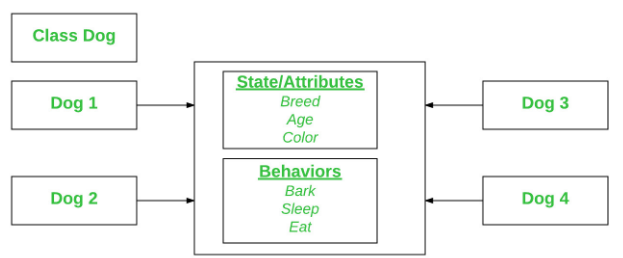 Class Dog
Dog 1
Dog 2
State/Attributes
Breed
Age
Color
Behaviors
Bark
Sleep
Eat
Dog 3
Dog 4